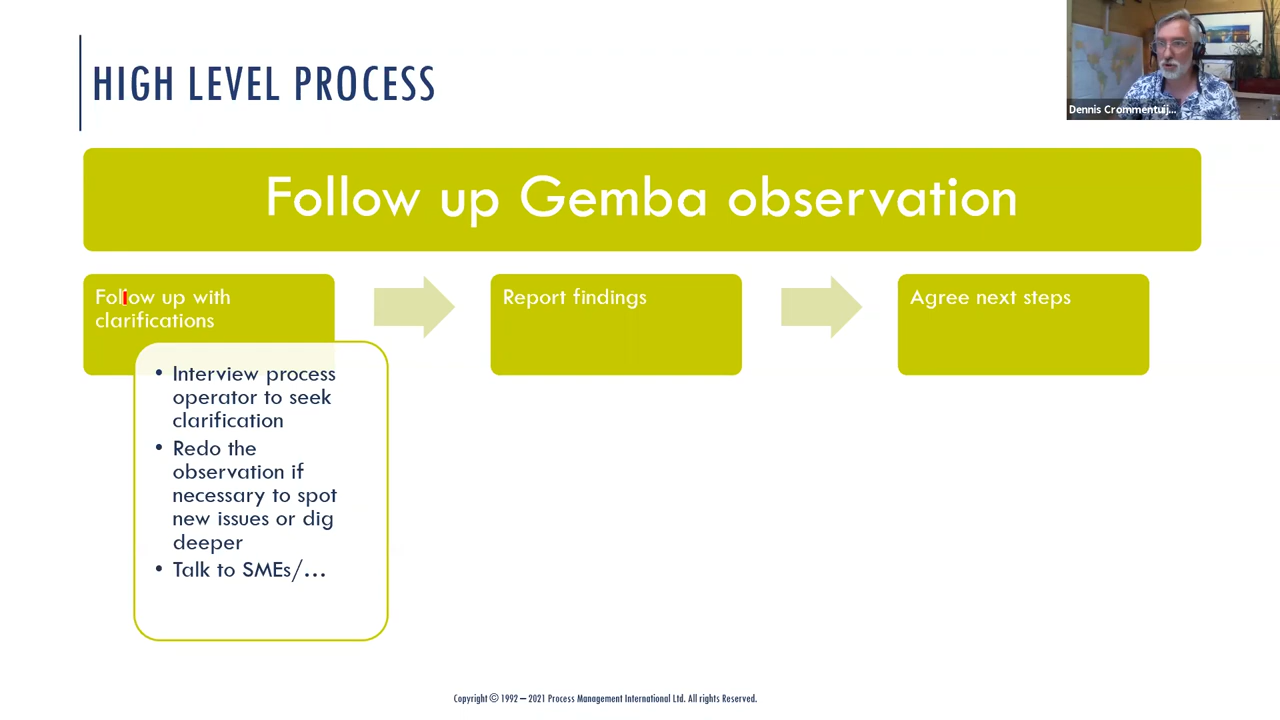 HIGH LEVEL PROCESS
Dennis Crommentuij...
Follow up Gemba observation
Follow up with
clarifications
Report findings
Agree next steps
• Interview process
operator to seek
clarification
• Redo the
observation if
necessary to spot
new issues or dig
deeper
• Talk to SMEs/...
Copyright © 1992 – 2021 Process Management International Ltd. All rights Reserved.